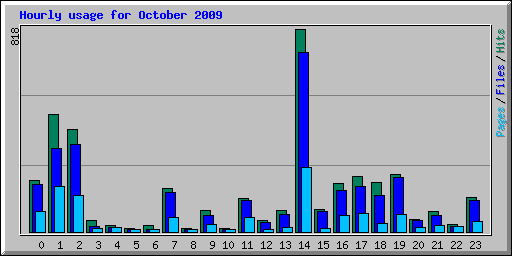 Hourly usage for October 2009
818
Pages / Files / Hits
0 1 2 3 4 5 6 7 8 9 10 11 12 13 14 15 16 17 18 19 20 21 22 23